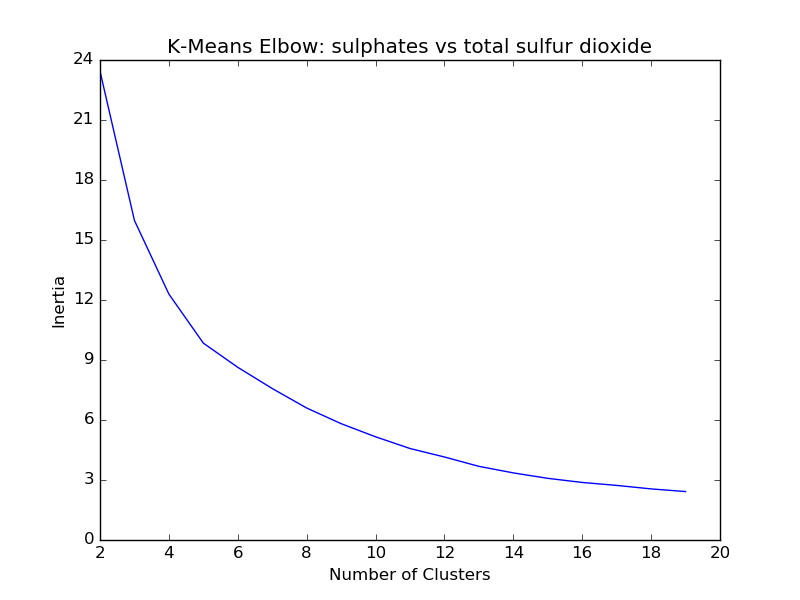 K-Means Elbow: sulphates vs total sulfur dioxide
24
21
18
15
12
9
6
3
0
Inertia
2 4 6 8 10 12 14 16 18 20
Number of Clusters